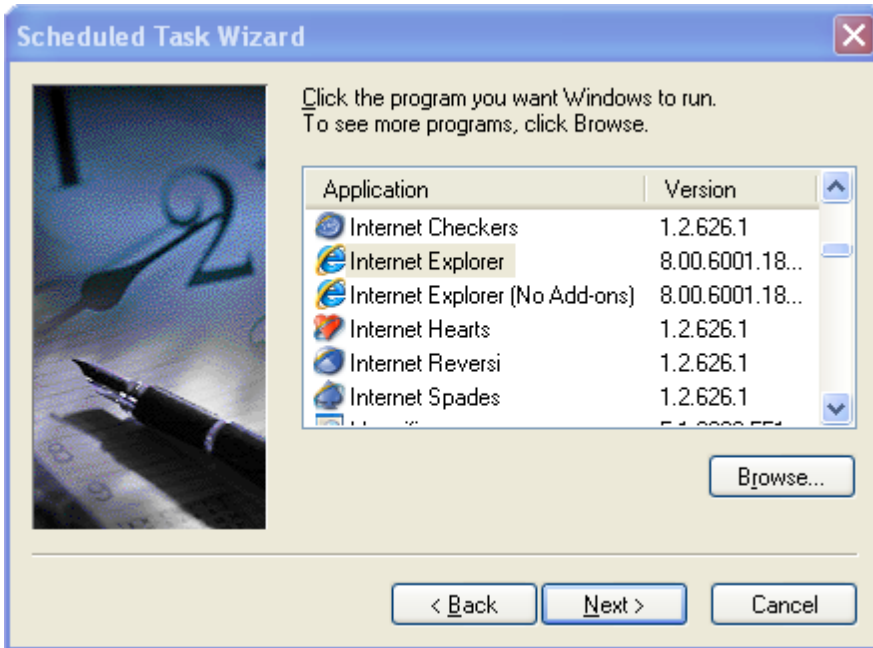 Scheduled Task Wizard
Click the program you want Windows to run.
To see more programs, click Browse.
Application Version
Internet Checkers 1.2.626.1
Internet Explorer 8.00.6001.18...
Internet Explorer (No Add-ons) 8.00.6001.18...
Internet Hearts 1.2.626.1
Internet Reversi 1.2.626.1
Internet Spades 1.2.626.1
Browse...
< Back Next > Cancel